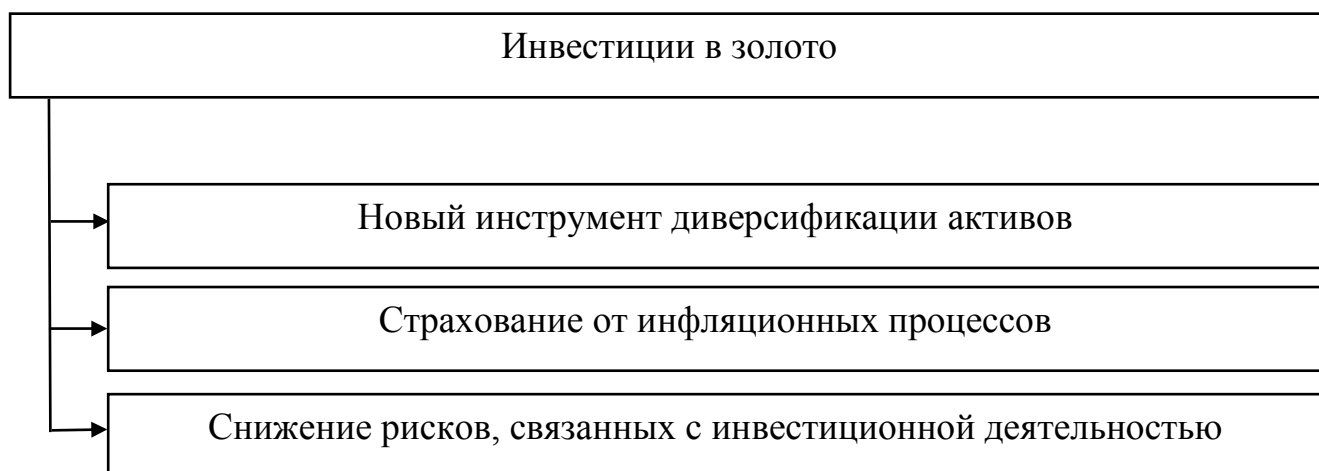 Инвестиции в золото
Новый инструмент диверсификации активов
Страхование от инфляционных процессов
Снижение рисков, связанных с инвестиционной деятельностью